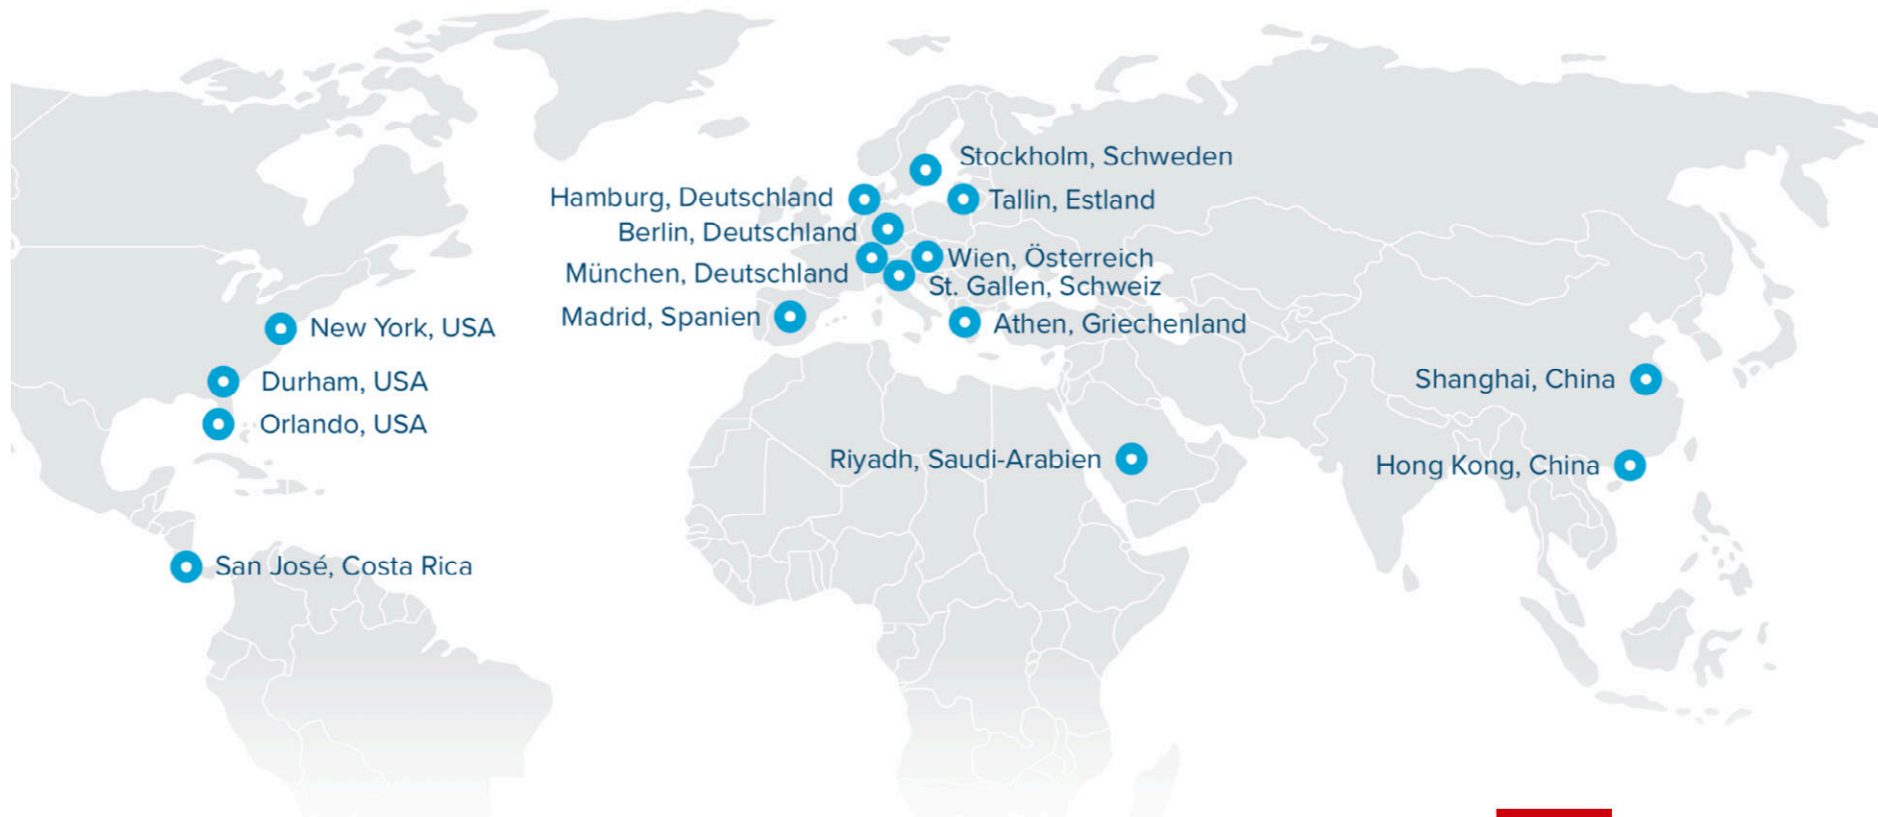 Stockholm, Schweden
Hamburg, Deutschland
Tallin, Estland
Berlin, Deutschland
Wien, Österreich
München, Deutschland
St. Gallen, Schweiz
Madrid, Spanien
Athen, Griechenland
New York, USA
Durham, USA
Shanghai, China
Orlando, USA
Riyadh, Saudi-Arabien
Hong Kong, China
San José, Costa Rica